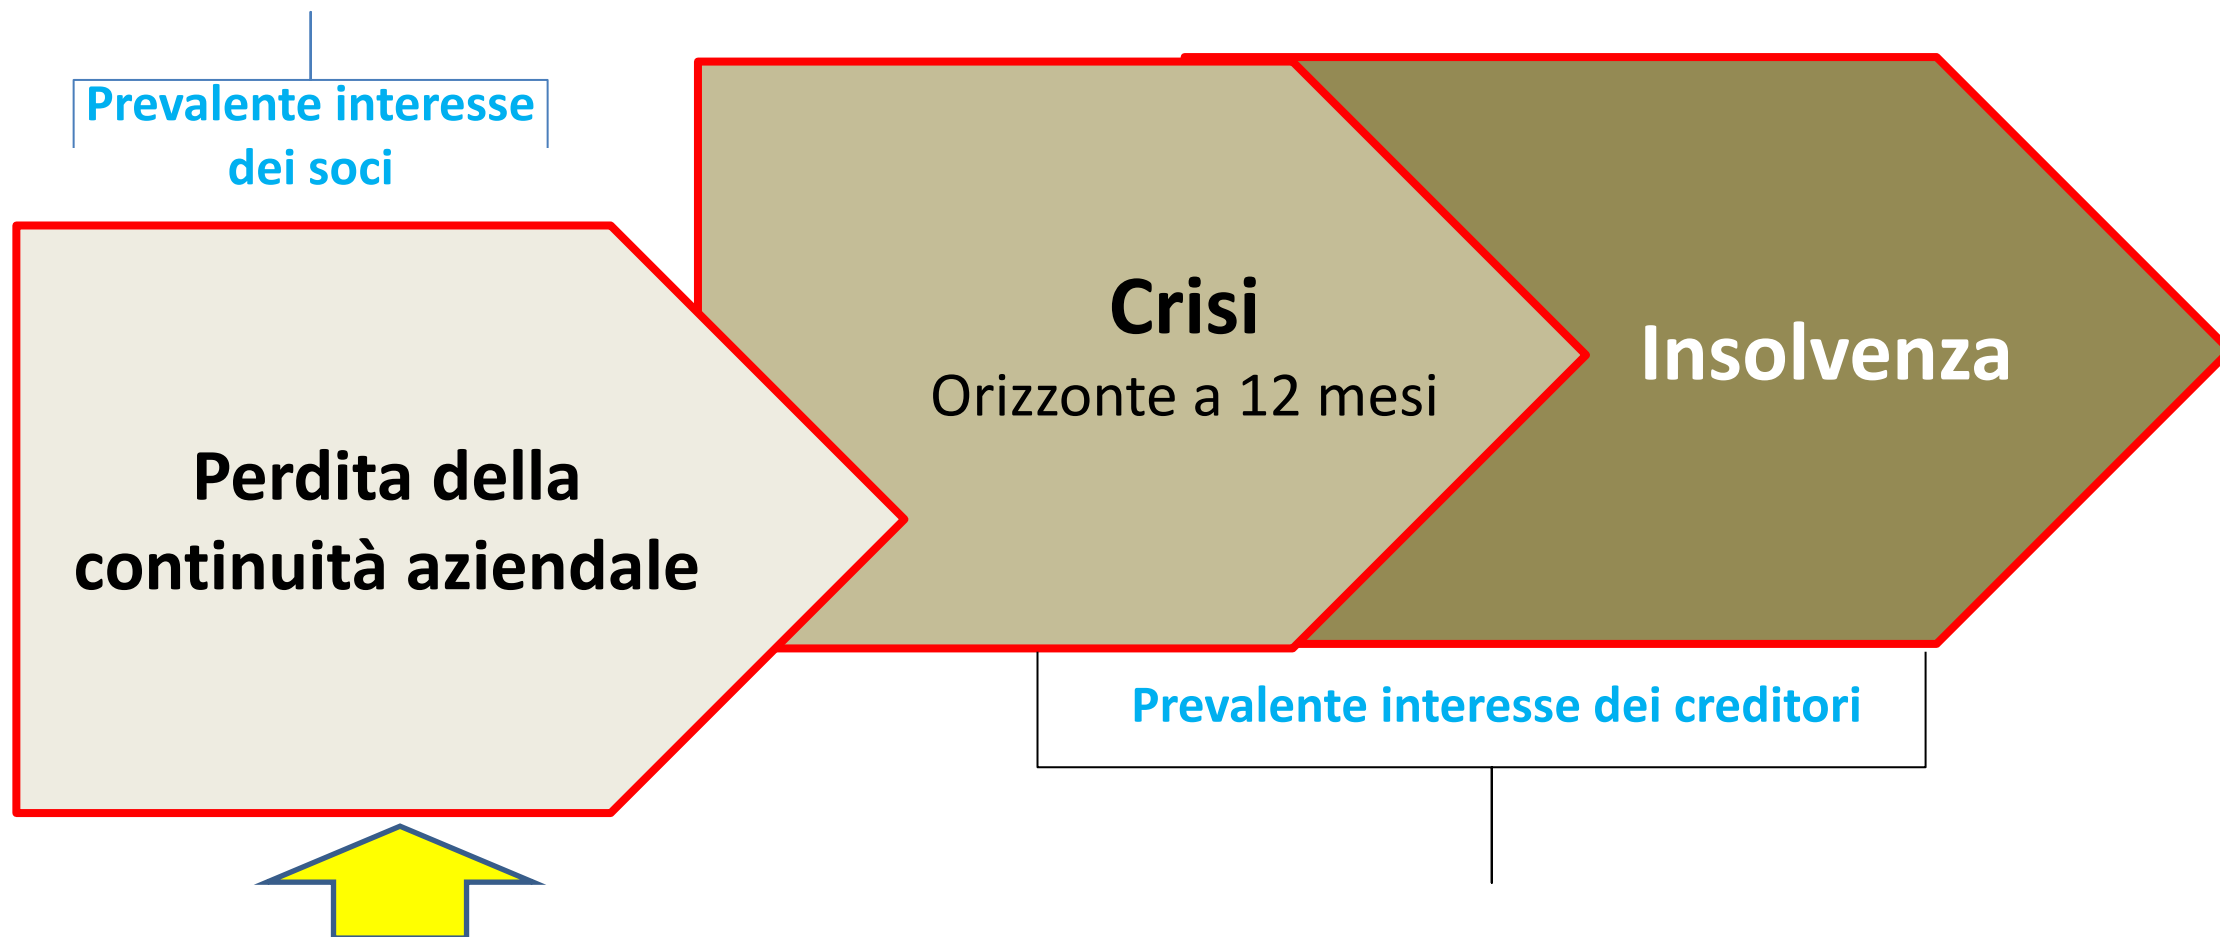 Prevalente interesse
dei soci
Perdita della
continuità aziendale
Crisi
Orizzonte a 12 mesi
Insolvenza
Prevalente interesse dei creditori